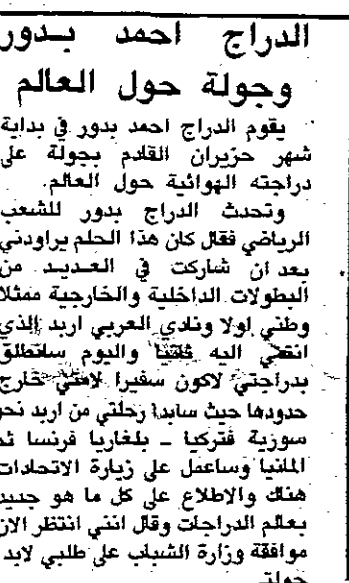 الدراج احمد بدور
وجولة حول العالم
يقوم الدراج احمد بدور في بداية
شهر حزيران القادم بجولة على
دراجته الهوائية حول العالم.
وتحدث الدراج بدور للشعب
الرياضي فقال كان هذا الحلم يراودني
بعد ان شاركت في العديد من
البطولات الداخلية والخارجية ممثلا
وطني اولا ونادي العربي اربد الذي
انتمي اليه ثانيا واليوم سانطلق
بدراجتي لاكون سفيرا لامتي خارج
حدودها حيث سابدا رحلتي من اربد نحو
سورية فتركيا - بلغاريا فرنسا ثم
المانيا وساعمل على زيارة الاتحادات
هناك والاطلاع على كل ما هو جديد
بعالم الدراجات وقال انني انتظر الان
موافقة وزارة الشباب على طلبي لابدا
جولتي